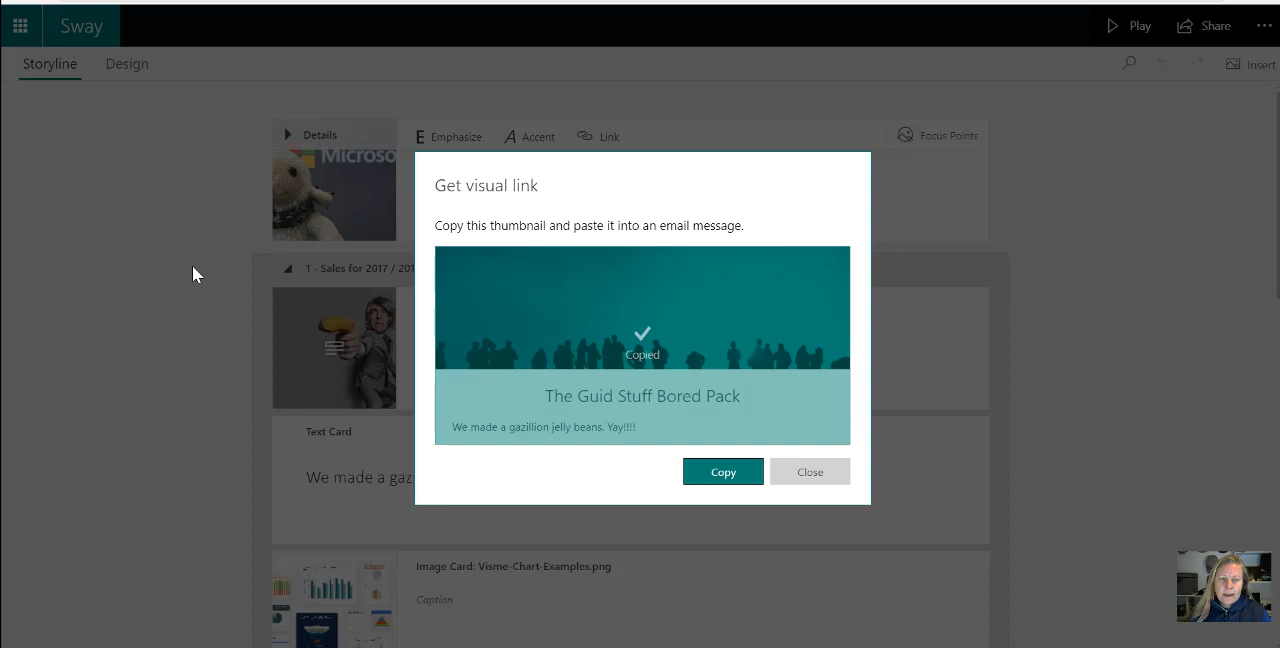 Sway
Play
Share
Storyline
Design
Insert
Details
E Emphasize
A Accent
Link
Focus Points
Microso
Get visual link
Copy this thumbnail and paste it into an email message.
1 - Sales for 2017 / 201
Copied
The Guid Stuff Bored Pack
We made a gazillion jelly beans. Yay!!!!
Text Card
We made a gaz
Copy
Close
Image Card: Visme-Chart-Examples.png
Caption